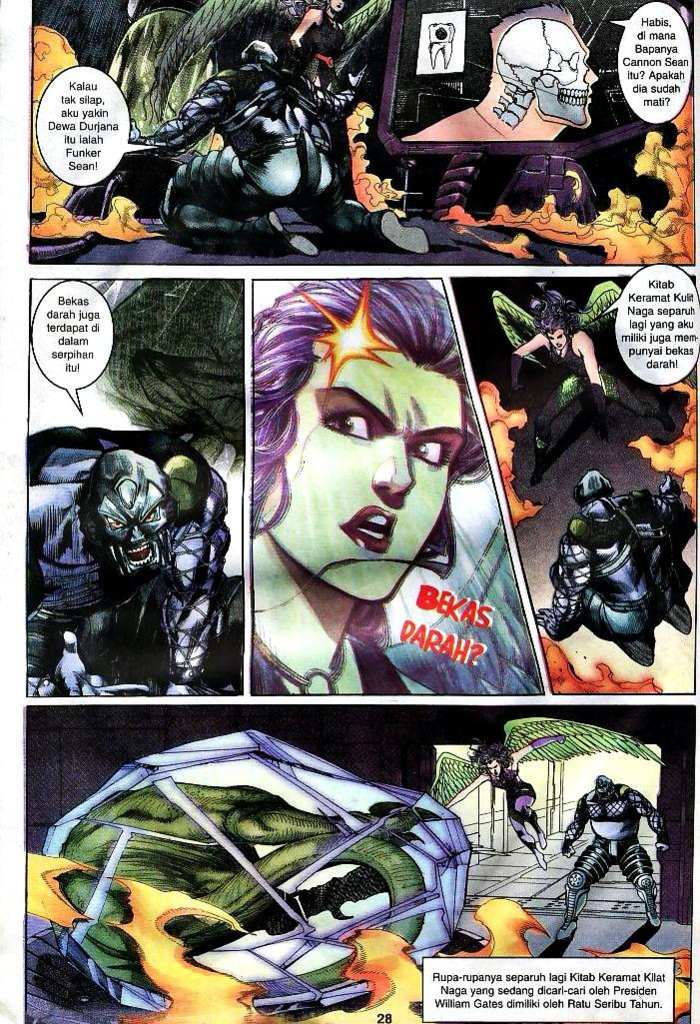 Kalau
tak silap,
aku yakin
Dewa Durjana
itu ialah
Funker
Sean!
Habis,
di mana
Bapanya
Cannon Sean
itu? Apakah
dia sudah
mati?
Bekas
darah juga
terdapat di
dalam
serpihan
itu!
BEKAS
DARAH?
Kitab
Keramat Kulit
Naga separuh
lagi yang aku
miliki juga mem-
punyai bekas
darah!
Rupa-rupanya separuh lagi Kitab Keramat Kilat
Naga yang sedang dicari-cari oleh Presiden
William Gates dimiliki oleh Ratu Seribu Tahun.
28